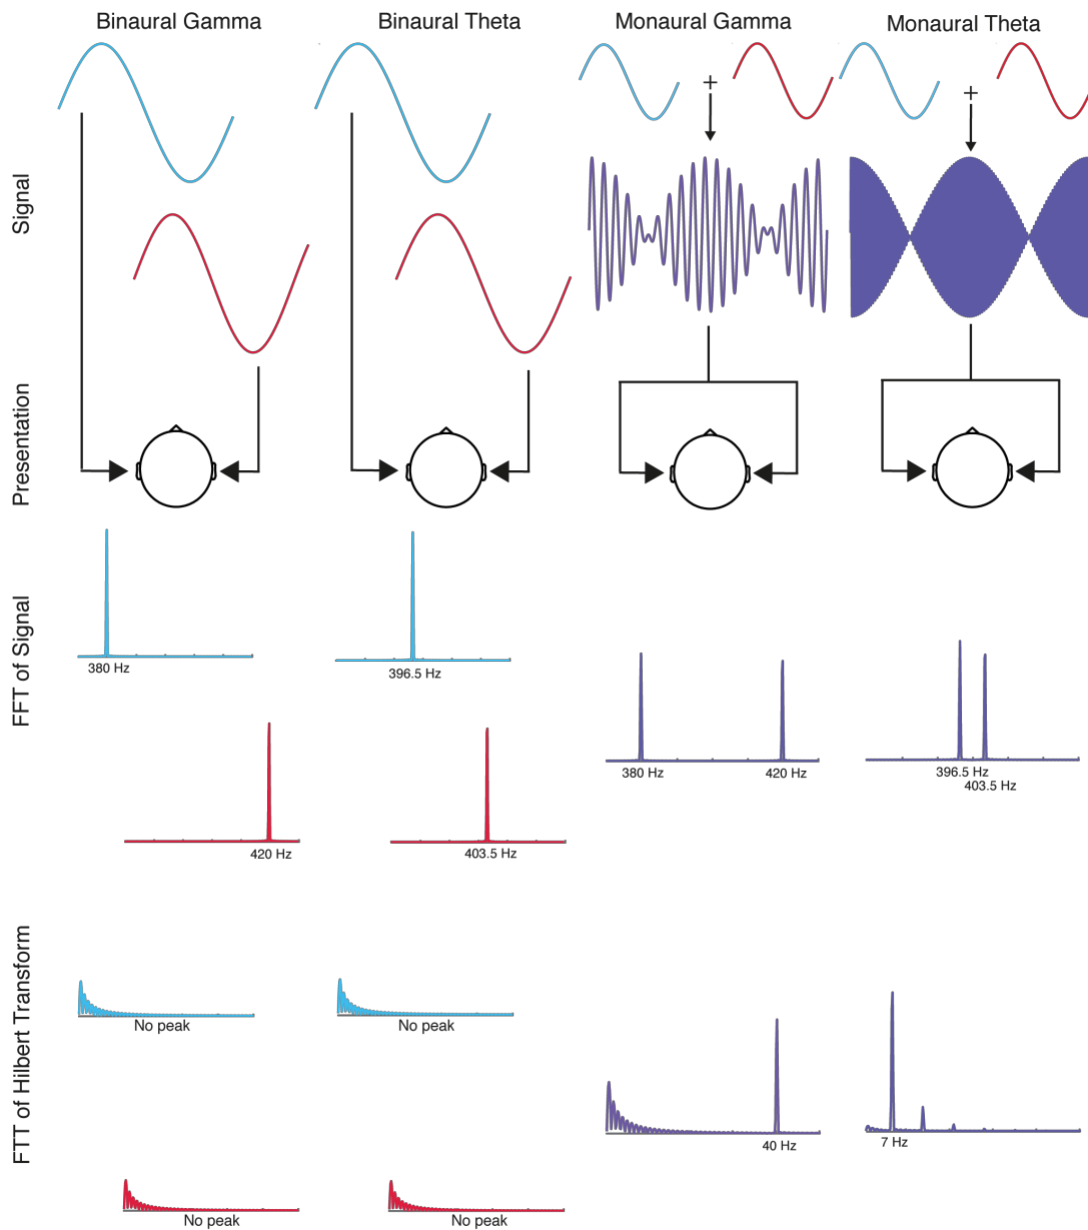 Binaural Gamma
Binaural Theta
Monaural Gamma
Monaural Theta
Signal
+
+
Presentation
FFT of Signal
380 Hz
396.5 Hz
380 Hz
420 Hz
396.5 Hz
403.5 Hz
420 Hz
403.5 Hz
FTT of Hilbert Transform
No peak
No peak
40 Hz
7 Hz
No peak
No peak